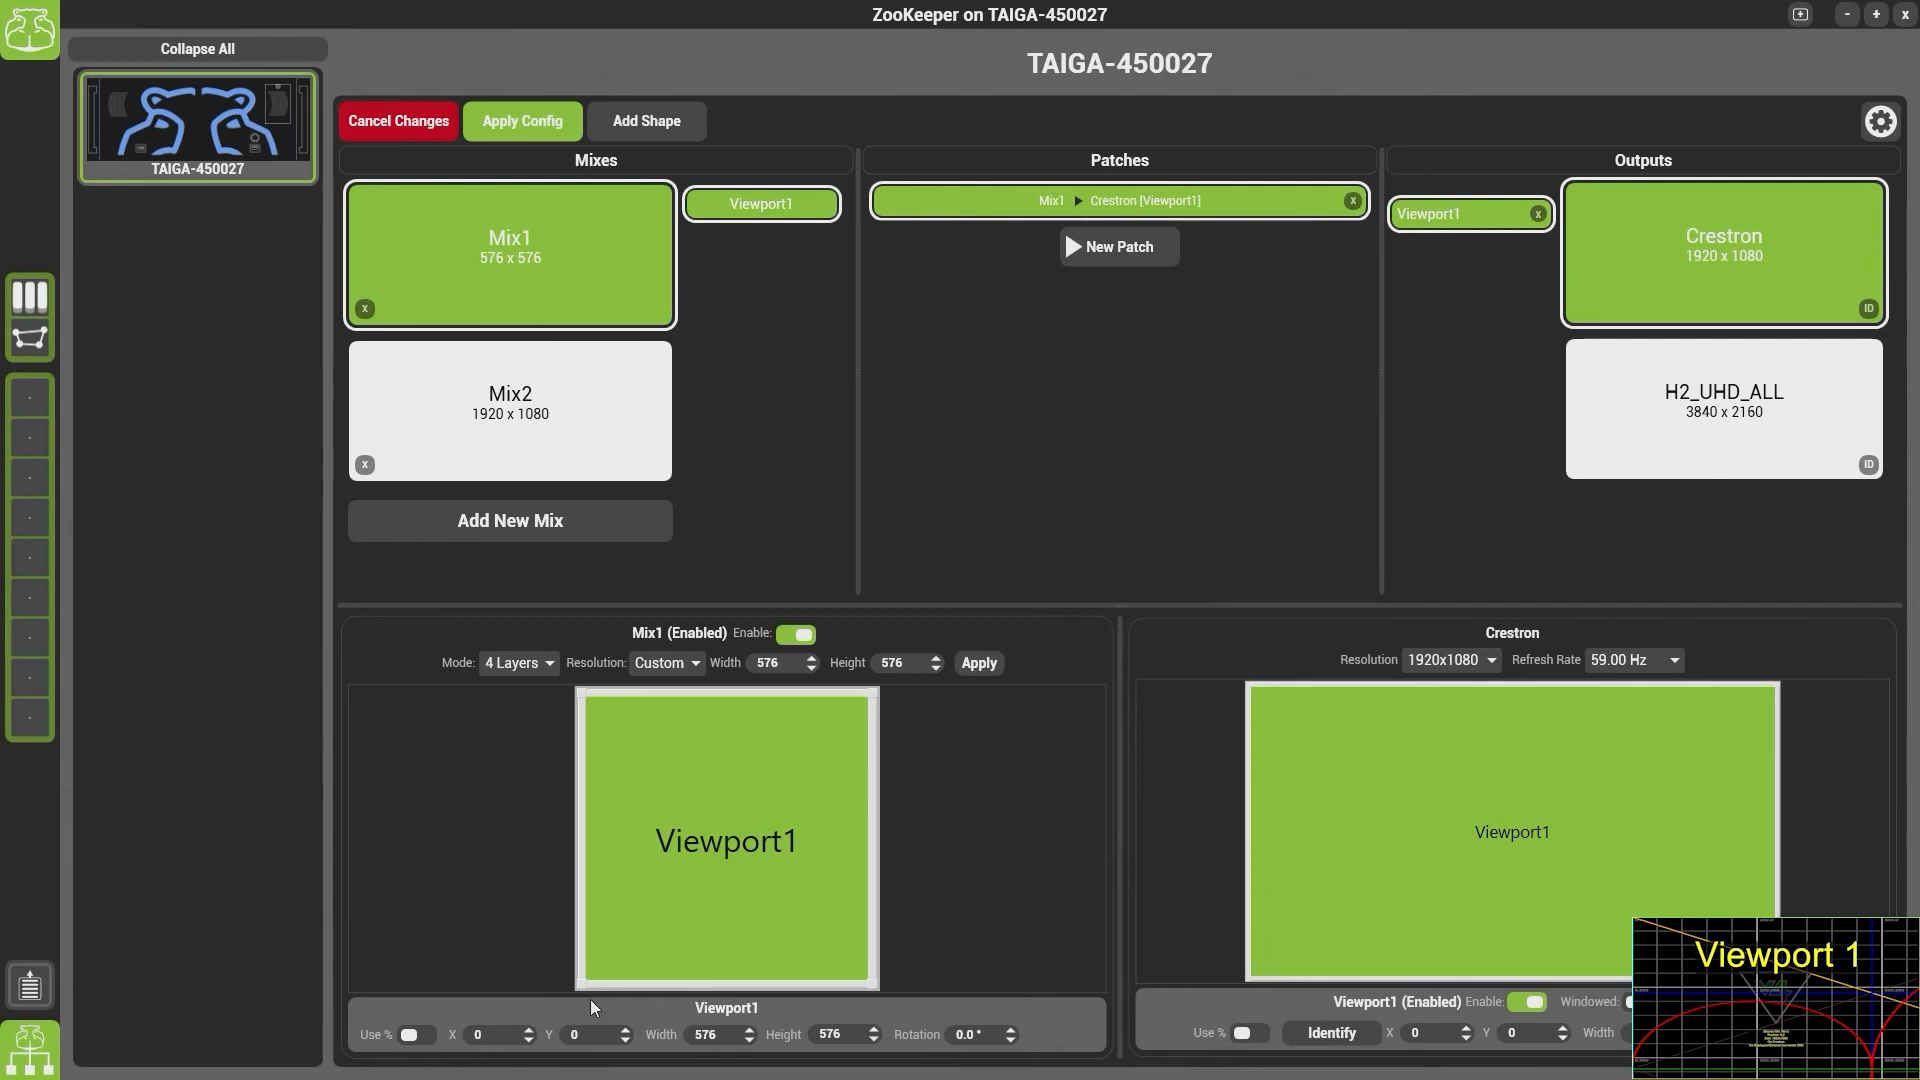 ZooKeeper on TAIGA-450027
- + x
Collapse All
TAIGA-450027
TAIGA-450027
Cancel Changes
Apply Config
Add Shape
Mixes
Patches
Outputs
Mix1
576 x 576
x
Viewport1
Mix1 ▶ Crestron [Viewport1]
x
New Patch
Viewport1
x
Crestron
1920 x 1080
ID
Mix2
1920 x 1080
x
H2_UHD_ALL
3840 x 2160
ID
Add New Mix
Mix1 (Enabled) Enable:
Mode: 4 Layers Resolution: Custom Width 576 Height 576 Apply
Viewport1
Viewport1
Use % X 0 Y 0 Width 576 Height 576 Rotation 0.0 °
Crestron
Resolution 1920x1080 Refresh Rate 59.00 Hz
Viewport1
Viewport1 (Enabled) Enable: Windowed:
Use % Identify X 0 Y 0 Width
Viewport 1